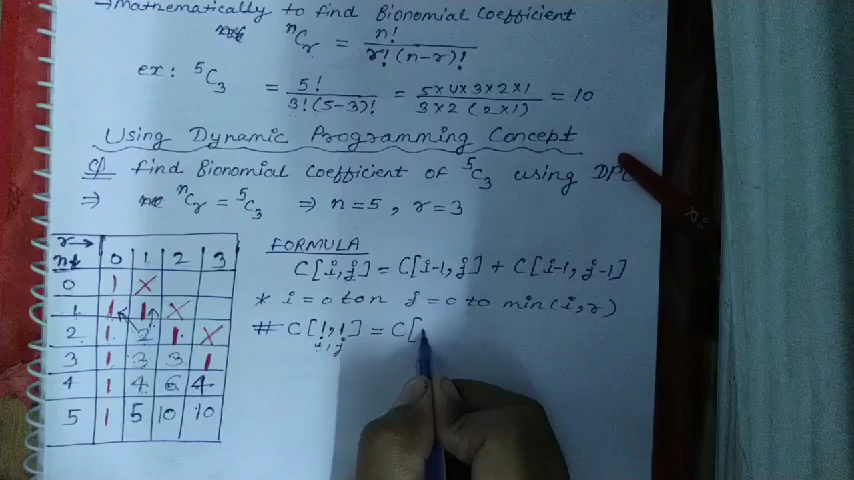 →Mathematically to find Bionomial Coefficient
nCr = n! / r!(n-r)!
ex: 5C3 = 5! / 3!(5-3)! = 5×4×3×2×1 / 3×2(2×1) = 10
Using Dynamic Programming Concept
Q find Bionomial Coefficient of 5C3 using DPC
⇒ nCr = 5C3 ⇒ n=5, r=3
r→ 0 1 2 3
n↓
0 1 X
1 1 1 X
2 1 2 1 X
3 1 3 3 1
4 1 4 6 4
5 1 5 10 10
FORMULA
C[i,j] = C[i-1,j] + C[i-1,j-1]
* i=0 to n j=0 to min(i,r)
# C[1,1] = C[
i,j